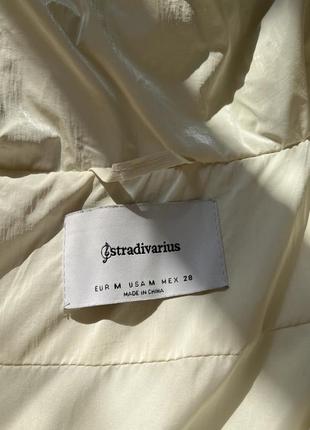 stradivarius
EUR M USA M MEX 28
MADE IN CHINA